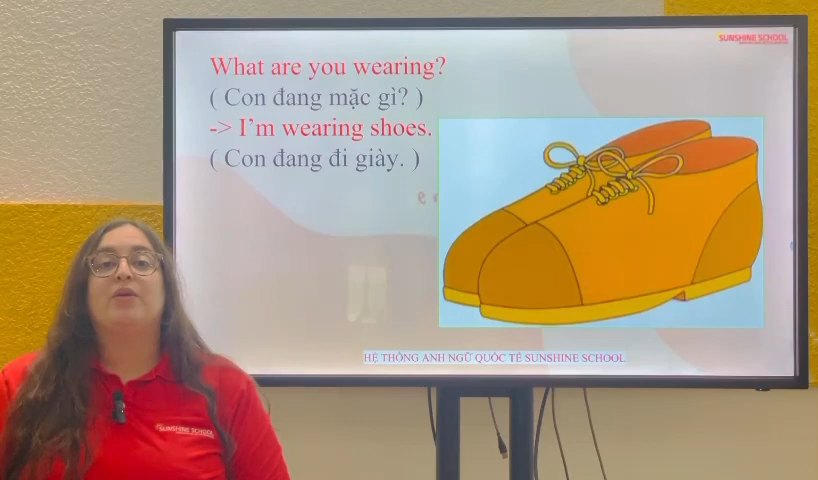 SUNSHINE SCHOOL
What are you wearing?
( Con đang mặc gì? )
-> I'm wearing shoes.
( Con đang đi giày. )
HỆ THỐNG ANH NGỮ QUỐC TẾ SUNSHINE SCHOOL
SUNSHINE SCHOOL